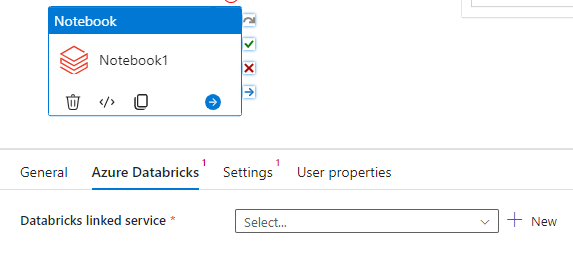 Notebook
Notebook1
</>
General
Azure Databricks 1
Settings 1
User properties
Databricks linked service *
Select...
New